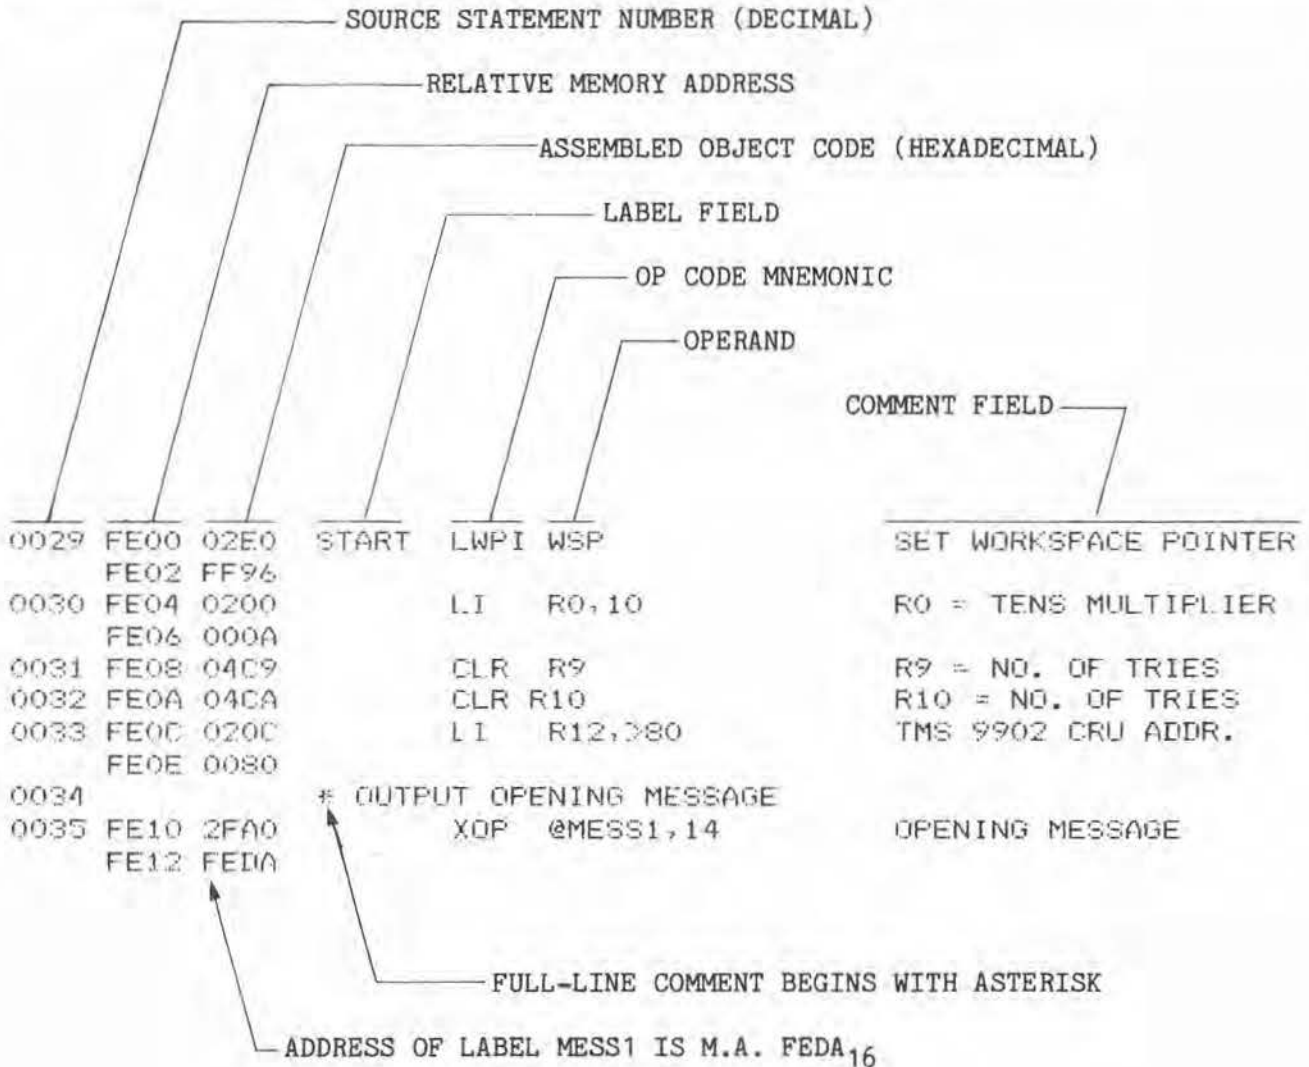 SOURCE STATEMENT NUMBER (DECIMAL)
RELATIVE MEMORY ADDRESS
ASSEMBLED OBJECT CODE (HEXADECIMAL)
LABEL FIELD
OP CODE MNEMONIC
OPERAND
COMMENT FIELD
0029 FE00 02E0 START LWPI WSP SET WORKSPACE POINTER
FE02 FF96
0030 FE04 0200 LI R0,10 R0 = TENS MULTIPLIER
FE06 000A
0031 FE08 04C9 CLR R9 R9 = NO. OF TRIES
0032 FE0A 04CA CLR R10 R10 = NO. OF TRIES
0033 FE0C 020C LI R12,>80 TMS 9902 CRU ADDR.
FE0E 0080
0034 * OUTPUT OPENING MESSAGE
0035 FE10 2FA0 XOP @MESS1,14 OPENING MESSAGE
FE12 FEDA
FULL-LINE COMMENT BEGINS WITH ASTERISK
ADDRESS OF LABEL MESS1 IS M.A. FEDA16